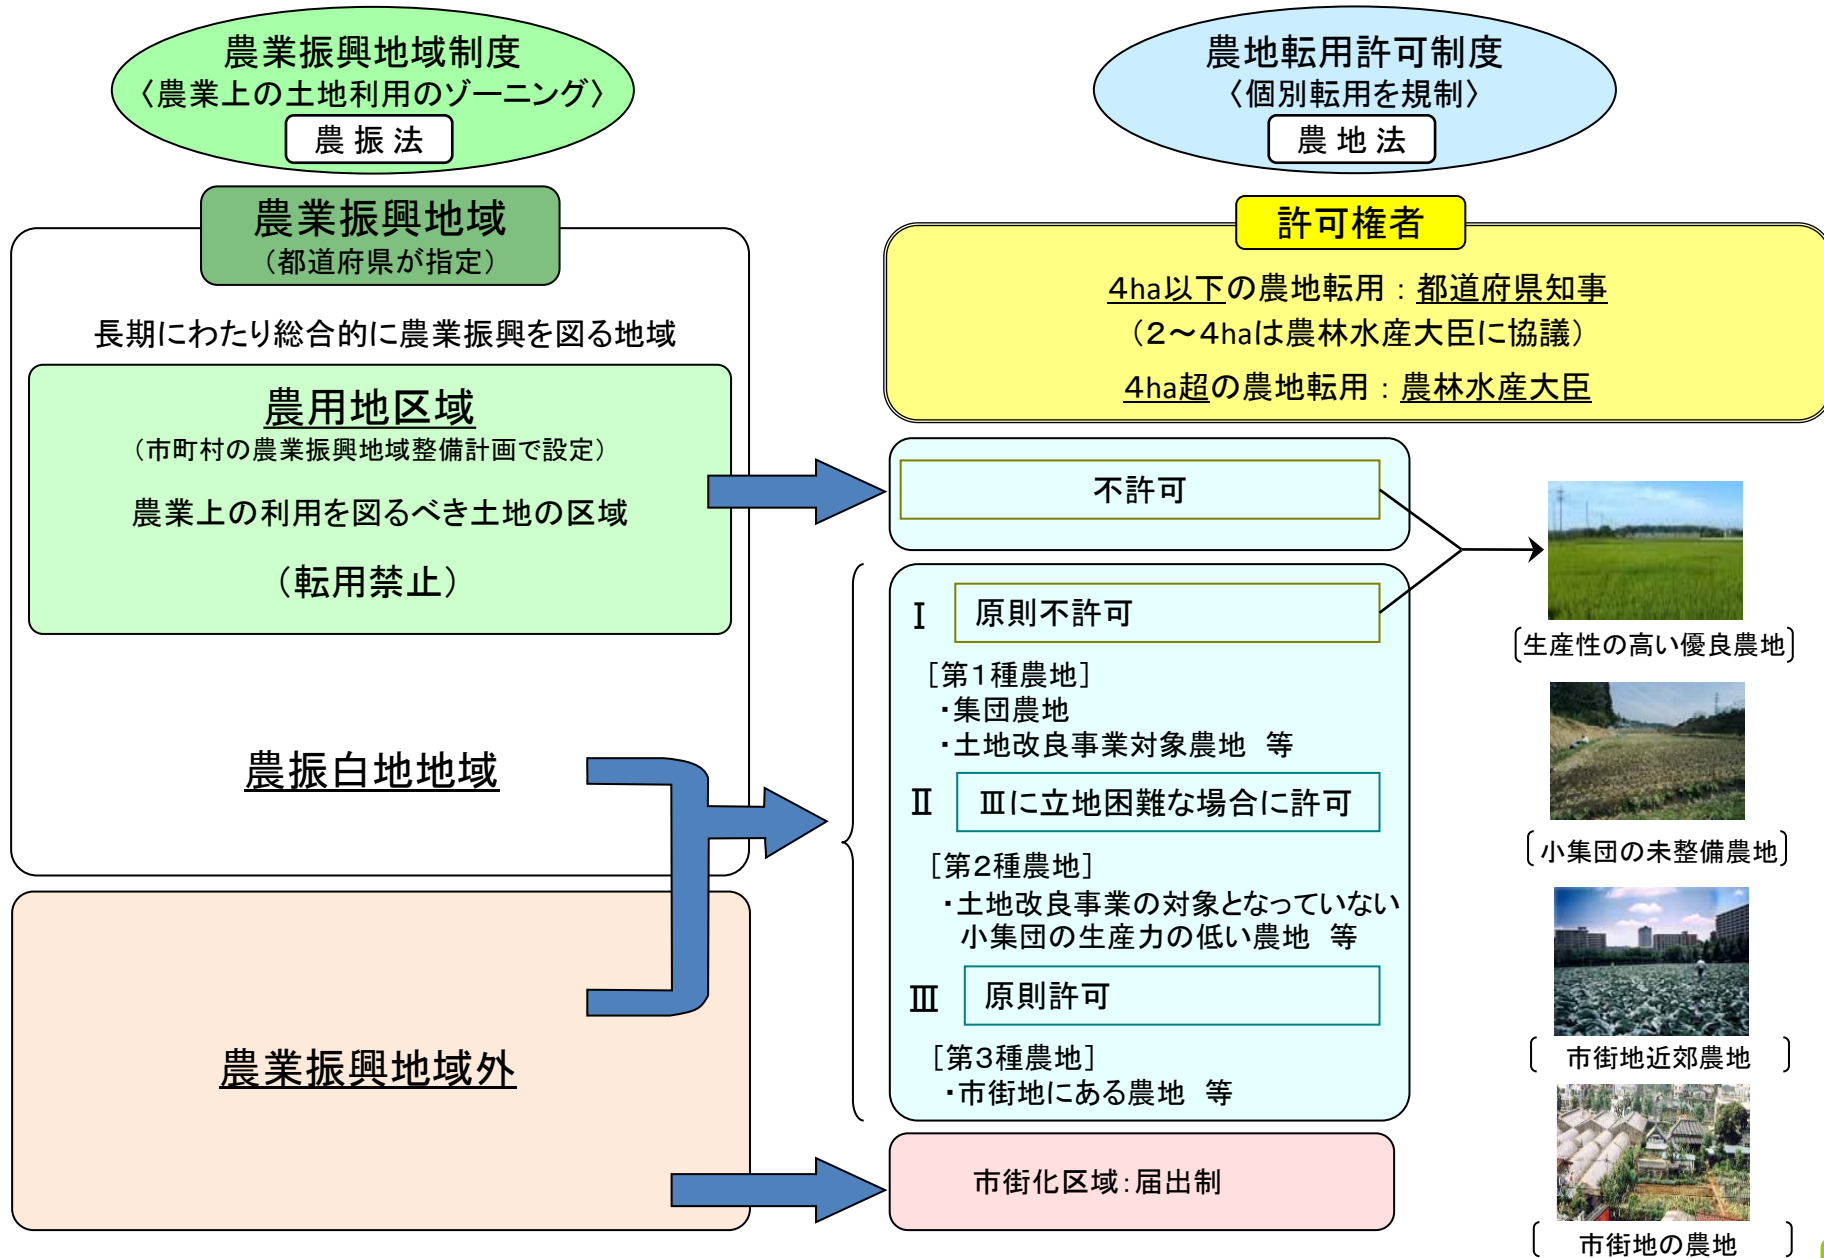 農業振興地域制度
〈農業上の土地利用のゾーニング〉
農 振 法
農業振興地域
（都道府県が指定）
長期にわたり総合的に農業振興を図る地域
農用地区域
（市町村の農業振興地域整備計画で設定）
農業上の利用を図るべき土地の区域
（転用禁止）
農振白地地域
農業振興地域外
農地転用許可制度
〈個別転用を規制〉
農 地 法
許可権者
4ha以下の農地転用：都道府県知事
（２～４haは農林水産大臣に協議）
4ha超の農地転用：農林水産大臣
不許可
Ⅰ 原則不許可
［第１種農地］
・集団農地
・土地改良事業対象農地　等
Ⅱ Ⅲに立地困難な場合に許可
［第２種農地］
・土地改良事業の対象となっていない
小集団の生産力の低い農地　等
Ⅲ 原則許可
［第３種農地］
・市街地にある農地　等
市街化区域：届出制
〔生産性の高い優良農地〕
〔小集団の未整備農地〕
〔　市街地近郊農地　〕
〔　市街地の農地　〕